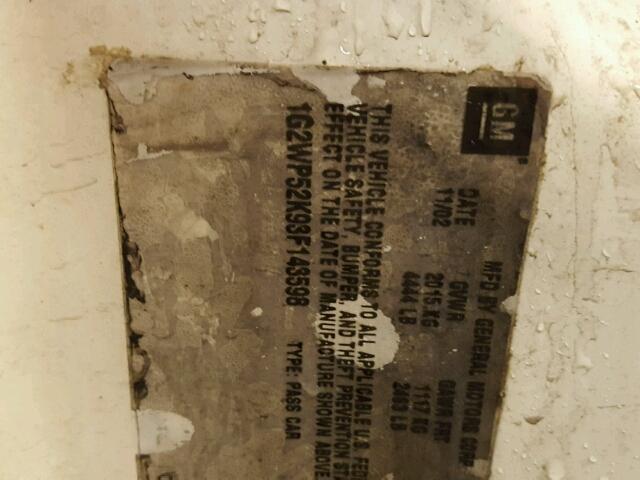 GM
MFD BY GENERAL MOTORS CORP
DATE GVWR GAWR FRT
11/02 2015 KG 1117 KG
4444 LB 2463 LB
THIS VEHICLE CONFORMS TO ALL APPLICABLE U.S. FED
VEHICLE SAFETY, BUMPER, AND THEFT PREVENTION ST
EFFECT ON THE DATE OF MANUFACTURE SHOWN ABOVE
1G2WP52K93F143598 TYPE: PASS CAR